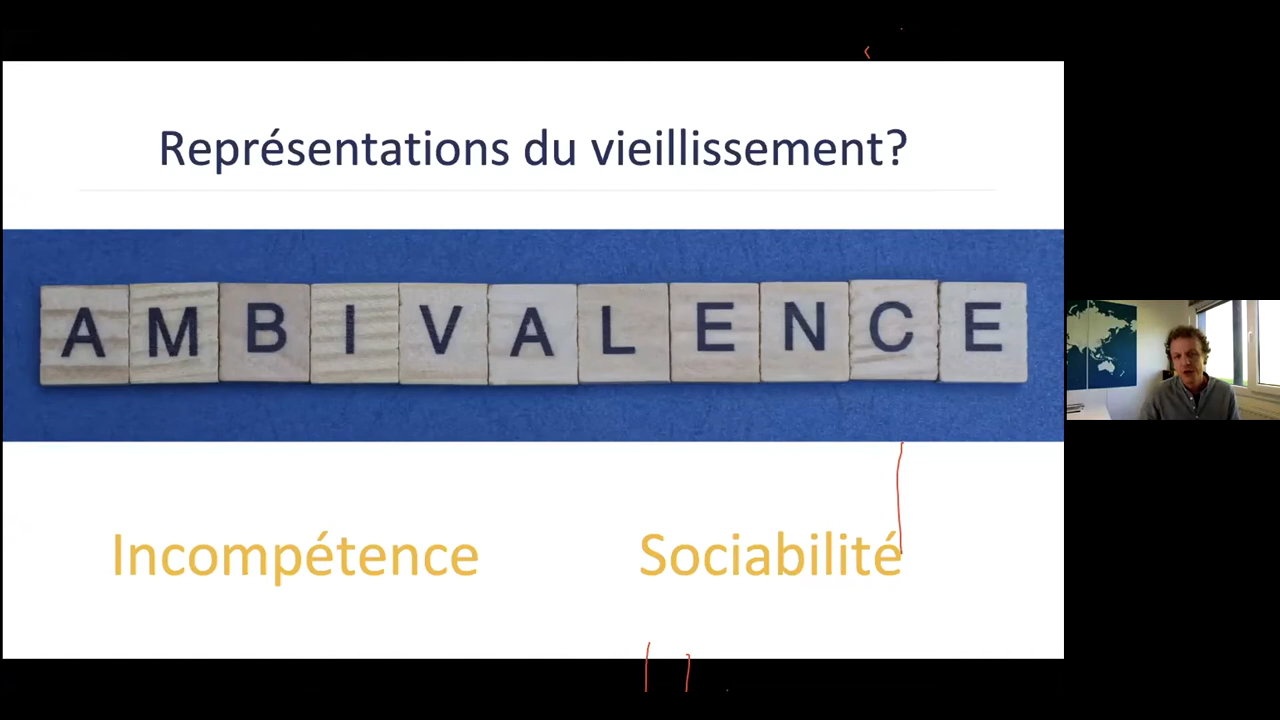 Représentations du vieillissement?
AMBIVALENCE
Incompétence Sociabilité